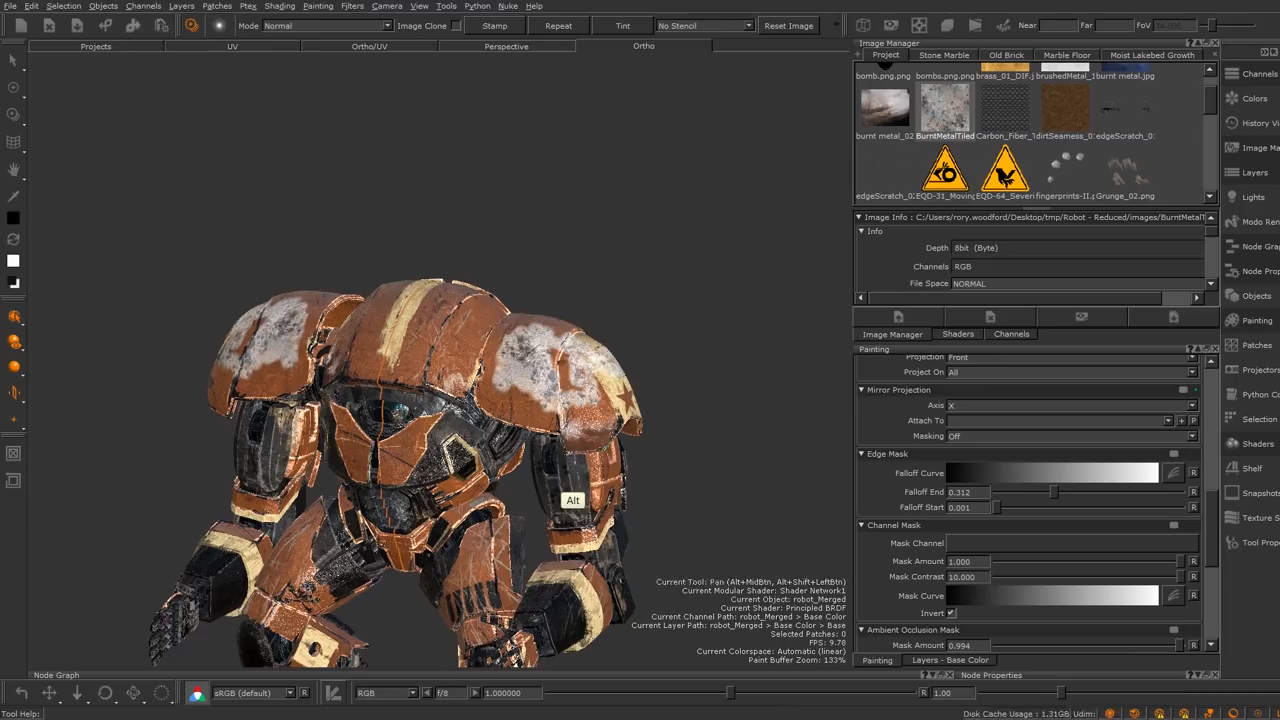 File Edit Selection Objects Channels Layers Patches Ptex Shading Painting Filters Camera View Tools Python Nuke Help
Mode Normal Image Clone Stamp Repeat Tint No Stencil Reset Image Near Far FoV
Projects UV Ortho/UV Perspective Ortho
Image Manager
Project Stone Marble Old Brick Marble Floor Moist Lakebed Growth
bomb.png.png bombs.png.png brass_01_DIF.j brushedMetal_1 burnt metal.jpg
burnt metal_02 BurntMetalTiled Carbon_Fiber_T dirtSeamess_0 edgeScratch_0
edgeScratch_0 EQD-31_Moving EQD-64_Sever fingerprints-II.p Grunge_02.png
Image Info : C:/Users/rory.woodford/Desktop/tmp/Robot - Reduced/images/BurntMetalT
Info
Depth 8bit (Byte)
Channels RGB
File Space NORMAL
Image Manager Shaders Channels
Painting
Projection Front
Project On All
Mirror Projection
Axis X
Attach To P
Masking Off
Edge Mask
Falloff Curve R
Falloff End 0.312 R
Falloff Start 0.001 R
Channel Mask
Mask Channel
Mask Amount 1.000 R
Mask Contrast 10.000 R
Mask Curve R
Invert
Ambient Occlusion Mask
Mask Amount 0.994 R
Painting Layers - Base Color
Channels
Colors
History Vi
Image Ma
Layers
Lights
Modo Ren
Node Gra
Node Prop
Objects
Painting
Patches
Projectors
Python Co
Selection
Shaders
Shelf
Snapshots
Texture S
Tool Prope
Alt
Current Tool: Pan (Alt+MidBtn, Alt+Shift+LeftBtn)
Current Modular Shader: Shader Network1
Current Object: robot_Merged
Current Shader: Principled BRDF
Current Channel Path: robot_Merged > Base Color
Current Layer Path: robot_Merged > Base Color > Base
Selected Patches: 0
FPS: 9.78
Current Colorspace: Automatic (linear)
Paint Buffer Zoom: 133%
Node Graph Node Properties
sRGB (default) R RGB f/8 1.000000 R 1.00
Tool Help: Disk Cache Usage : 1.31GB Udim: